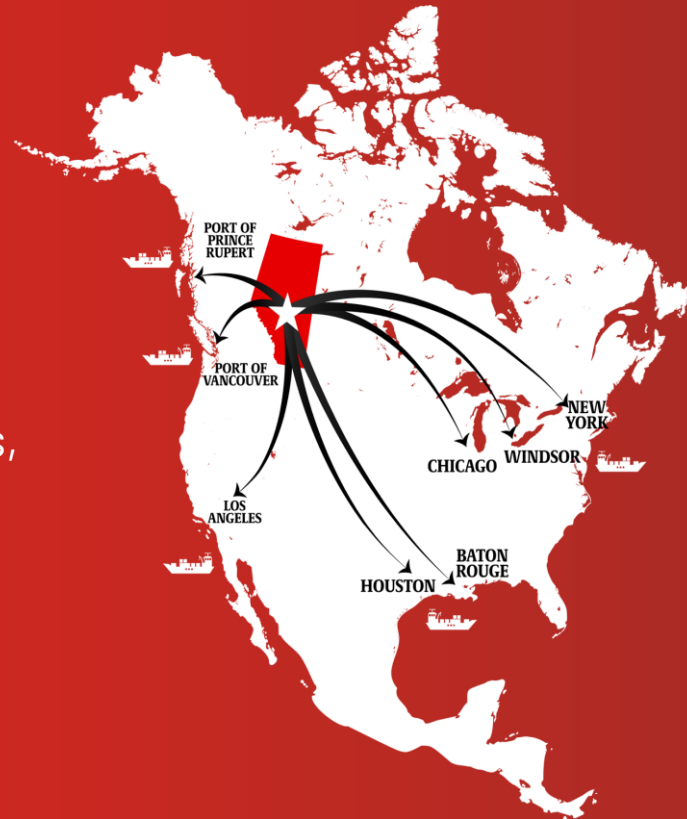 PORT OF
PRINCE
RUPERT
PORT OF
VANCOUVER
NEW
YORK
CHICAGO
WINDSOR
LOS
ANGELES
BATON
ROUGE
HOUSTON